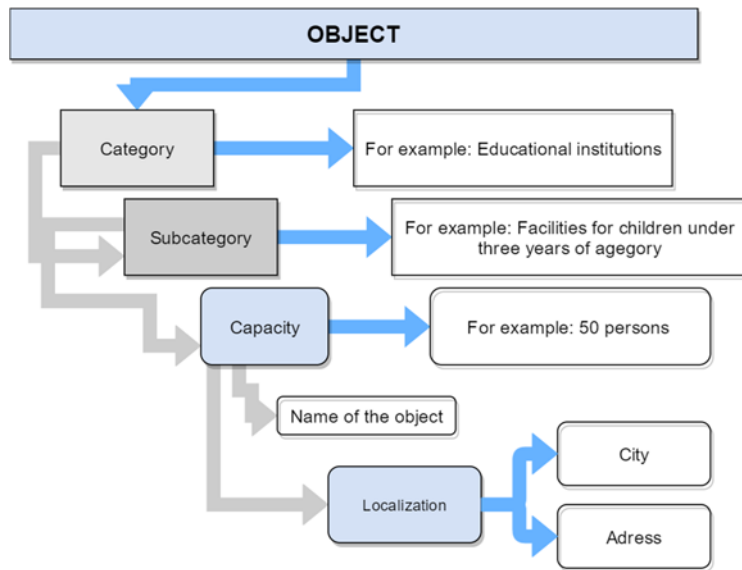 OBJECT
Category
For example: Educational institutions
Subcategory
For example: Facilities for children under
three years of agegory
Capacity
For example: 50 persons
Name of the object
City
Localization
Adress